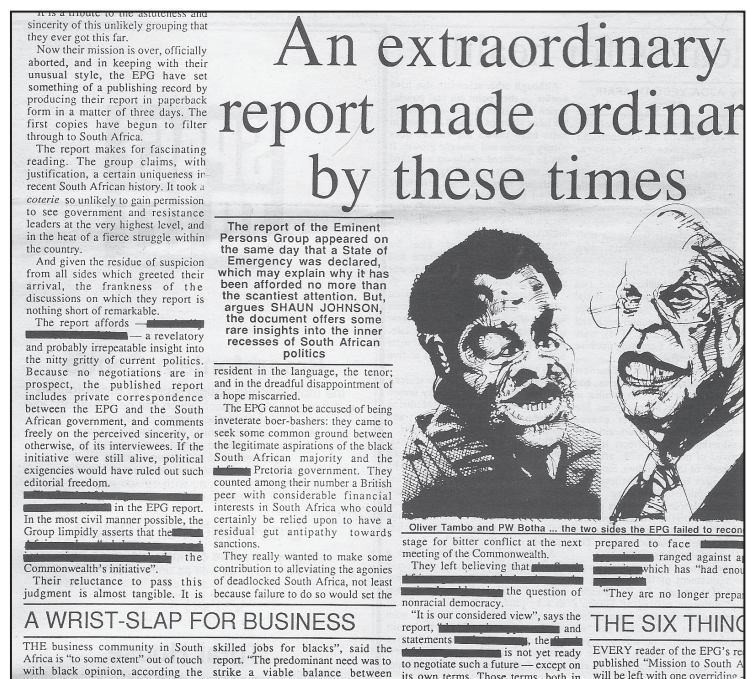 It is a tribute to the astuteness and
sincerity of this unlikely grouping that
they ever got this far.
Now their mission is over, officially
aborted, and in keeping with their
unusual style, the EPG have set
something of a publishing record by
producing their report in paperback
form in a matter of three days. The
first copies have begun to filter
through to South Africa.
The report makes for fascinating
reading. The group claims, with
justification, a certain uniqueness in
recent South African history. It took a
coterie so unlikely to gain permission
to see government and resistance
leaders at the very highest level, and
in the heat of a fierce struggle within
the country.
And given the residue of suspicion
from all sides which greeted their
arrival, the frankness of the
discussions on which they report is
nothing short of remarkable.
The report affords —
— a revelatory
and probably irrepeatable insight into
the nitty gritty of current politics.
Because no negotiations are in
prospect, the published report
includes private correspondence
between the EPG and the South
African government, and comments
freely on the perceived sincerity, or
otherwise, of its interviewees. If the
initiative were still alive, political
exigencies would have ruled out such
editorial freedom.
in the EPG report.
In the most civil manner possible, the
Group limpidly asserts that the
the
Commonwealth's initiative".
Their reluctance to pass this
judgment is almost tangible. It is
An extraordinary
report made ordinar
by these times
The report of the Eminent
Persons Group appeared on
the same day that a State of
Emergency was declared,
which may explain why it has
been afforded no more than
the scantiest attention. But,
argues SHAUN JOHNSON,
the document offers some
rare insights into the inner
recesses of South African
politics
resident in the language, the tenor;
and in the dreadful disappointment of
a hope miscarried.
The EPG cannot be accused of being
inveterate boer-bashers: they came to
seek some common ground between
the legitimate aspirations of the black
South African majority and the
Pretoria government. They
counted among their number a British
peer with considerable financial
interests in South Africa who could
certainly be relied upon to have a
residual gut antipathy towards
sanctions.
They really wanted to make some
contribution to alleviating the agonies
of deadlocked South Africa, not least
because failure to do so would set the
Oliver Tambo and PW Botha ... the two sides the EPG failed to recon
stage for bitter conflict at the next
meeting of the Commonwealth.
They left believing that
the question of
nonracial democracy.
"It is our considered view", says the
report, and
statements , the
is not yet ready
to negotiate such a future — except on
its own terms. Those terms, both in
prepared to face
ranged against ap
which has "had enou
"They are no longer prepar
A WRIST-SLAP FOR BUSINESS
THE business community in South
Africa is "to some extent" out of touch
with black opinion, according the
skilled jobs for blacks", said the
report. "The predominant need was to
strike a viable balance between
THE SIX THING
EVERY reader of the EPG's re
published "Mission to South A
will be left with one overriding